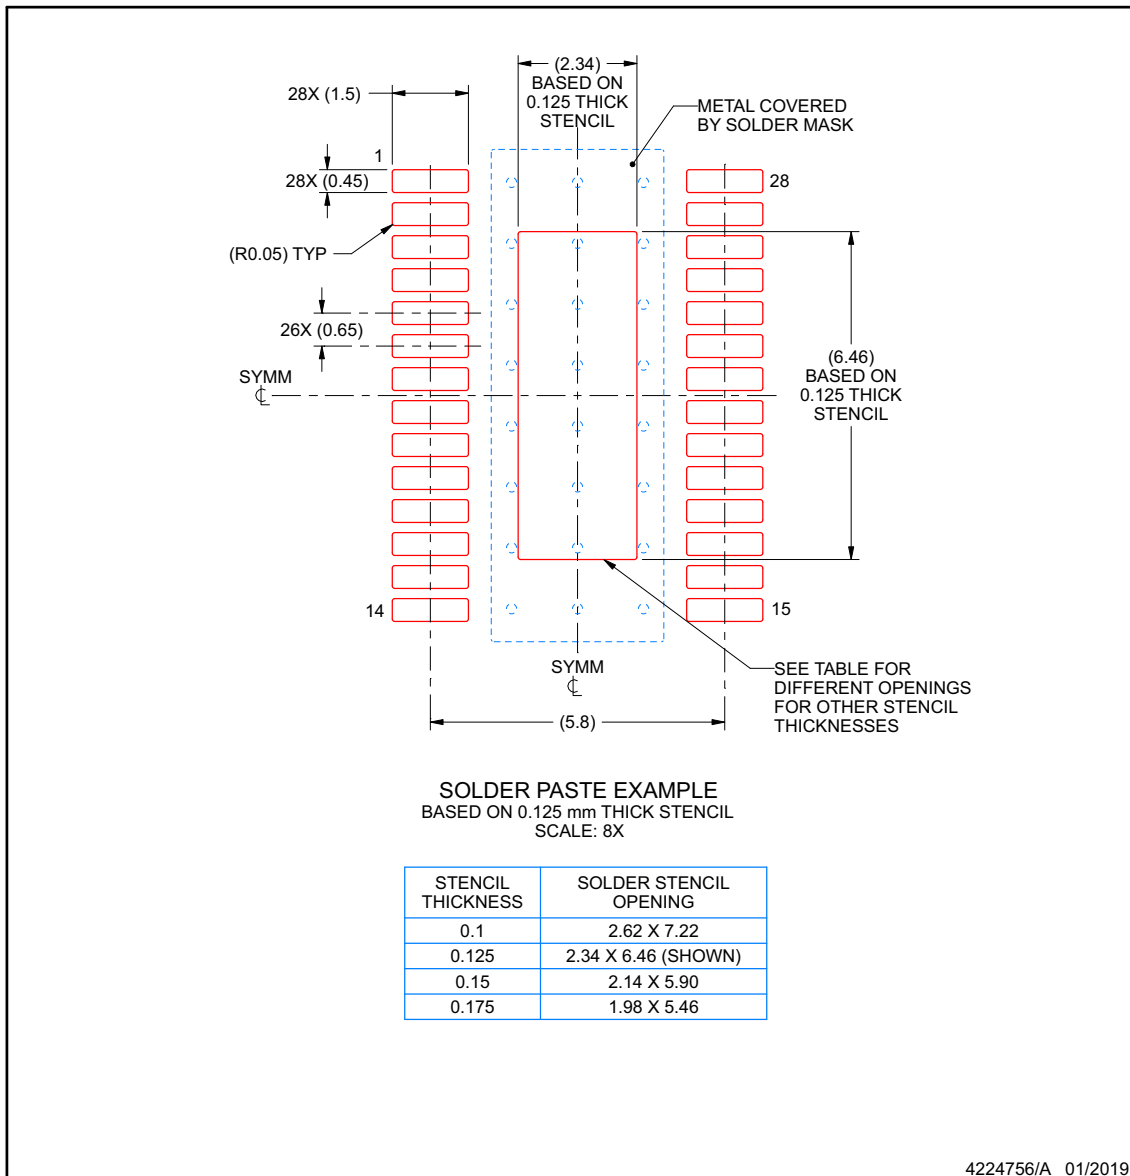 (2.34)
BASED ON
0.125 THICK
STENCIL
28X (1.5)
METAL COVERED
BY SOLDER MASK
1
28X (0.45)
28
(R0.05) TYP
26X (0.65)
SYMM
(6.46)
BASED ON
0.125 THICK
STENCIL
14
15
SYMM
SEE TABLE FOR
DIFFERENT OPENINGS
FOR OTHER STENCIL
THICKNESSES
(5.8)
SOLDER PASTE EXAMPLE
BASED ON 0.125 mm THICK STENCIL
SCALE: 8X
STENCIL
THICKNESS
SOLDER STENCIL
OPENING
0.1
2.62 X 7.22
0.125
2.34 X 6.46 (SHOWN)
0.15
2.14 X 5.90
0.175
1.98 X 5.46
4224756/A 01/2019